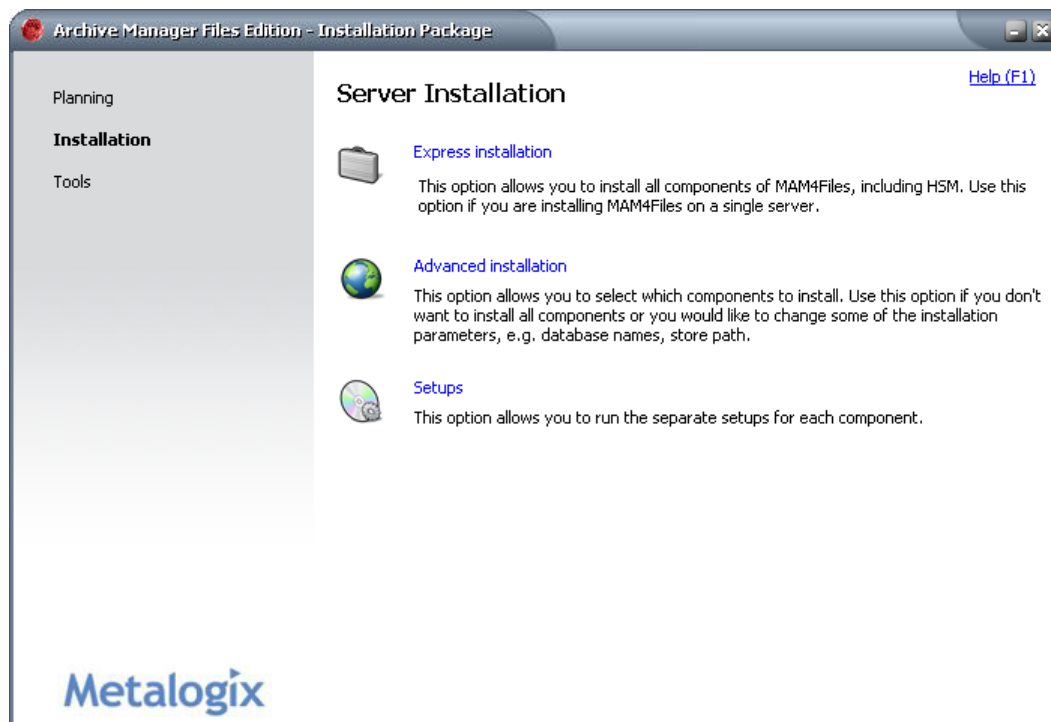 Archive Manager Files Edition - Installation Package
Help (F1)
Planning
Installation
Tools
Server Installation
Express installation
This option allows you to install all components of MAM4Files, including HSM. Use this
option if you are installing MAM4Files on a single server.
Advanced installation
This option allows you to select which components to install. Use this option if you don't
want to install all components or you would like to change some of the installation
parameters, e.g. database names, store path.
Setups
This option allows you to run the separate setups for each component.
Metalogix